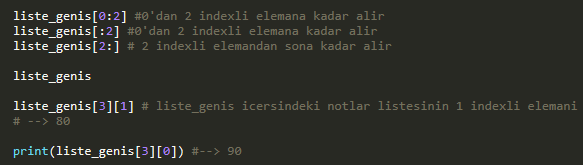 liste_genis[0:2] #0'dan 2 indexli elemana kadar alir
liste_genis[:2] #0'dan 2 indexli elemana kadar alir
liste_genis[2:] # 2 indexli elemandan sona kadar alir
liste_genis
liste_genis[3][1] # liste_genis icersindeki notlar listesinin 1 indexli elemani
# --> 80
print(liste_genis[3][0]) #--> 90